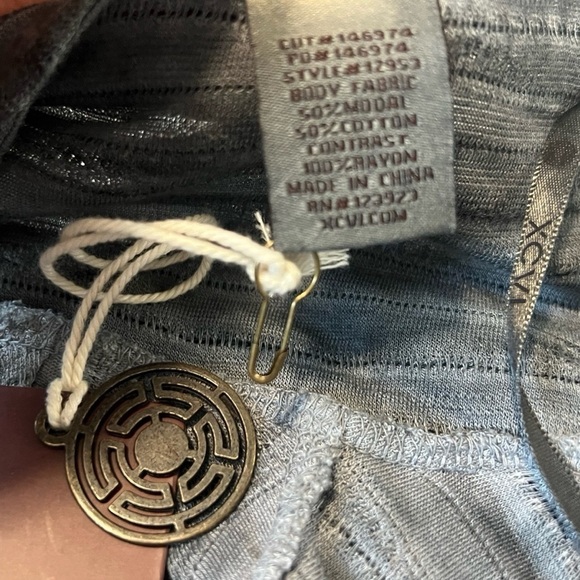 CUT#146974
PO#146974
STYLE#12953
BODY FABRIC
50%MODAL
50%COTTON
CONTRAST
100%RAYON
MADE IN CHINA
RN#123923
XCVI.COM
XCVI